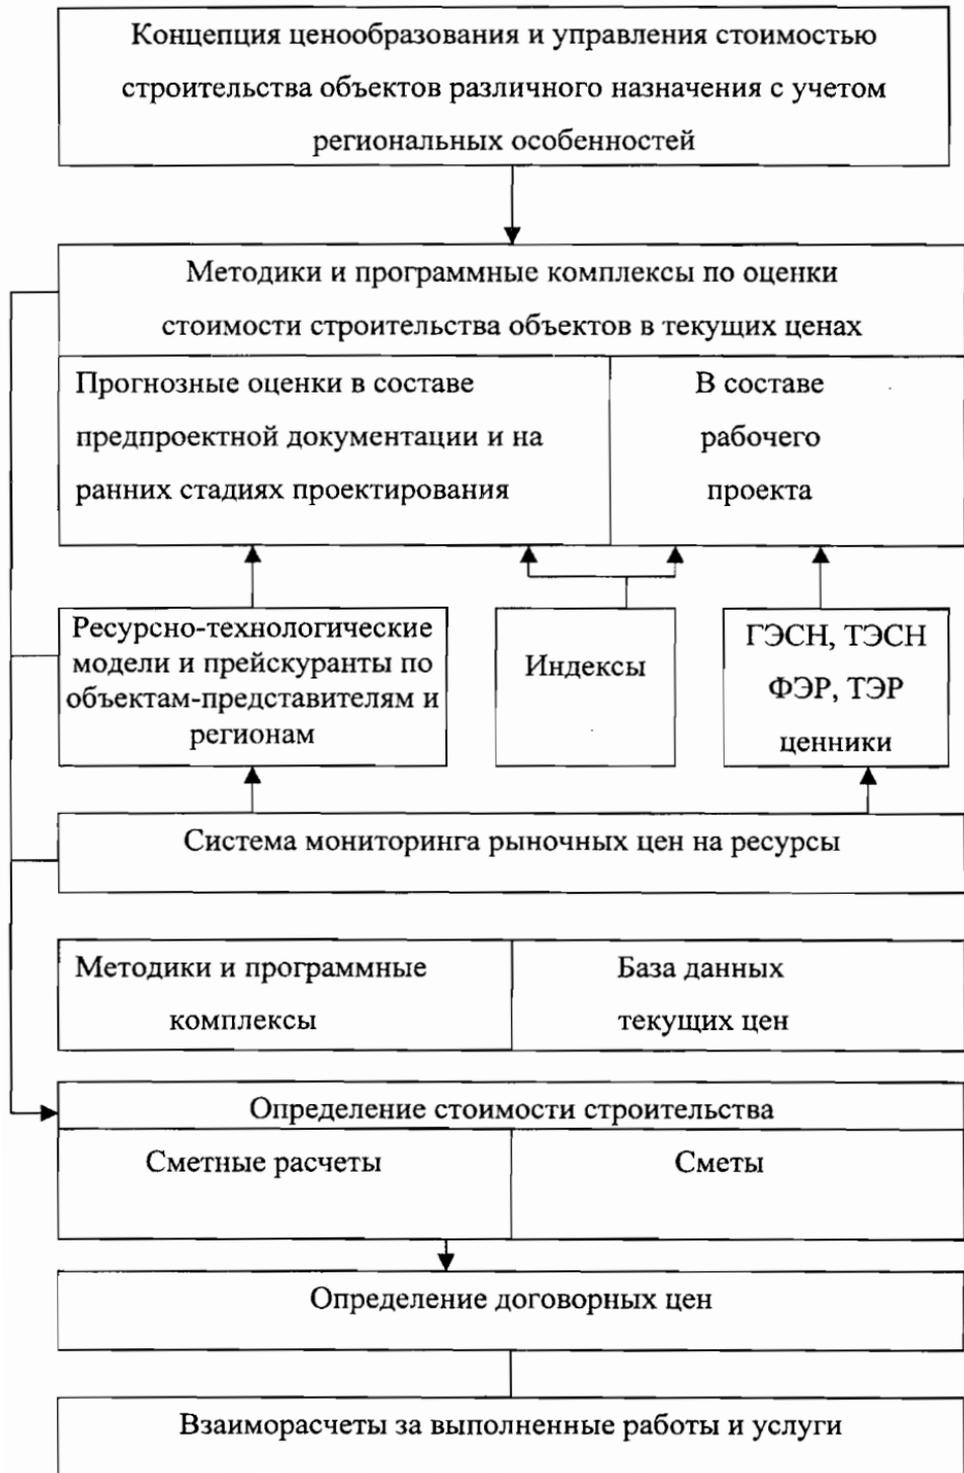 Концепция ценообразования и управления стоимостью
строительства объектов различного назначения с учетом
региональных особенностей
Методики и программные комплексы по оценки
стоимости строительства объектов в текущих ценах
Прогнозные оценки в составе
предпроектной документации и на
ранних стадиях проектирования
В составе
рабочего
проекта
Ресурсно-технологические
модели и прейскуранты по
объектам-представителям и
регионам
Индексы
ГЭСН, ТЭСН
ФЭР, ТЭР
ценники
Система мониторинга рыночных цен на ресурсы
Методики и программные
комплексы
База данных
текущих цен
Определение стоимости строительства
Сметные расчеты
Сметы
Определение договорных цен
Взаиморасчеты за выполненные работы и услуги